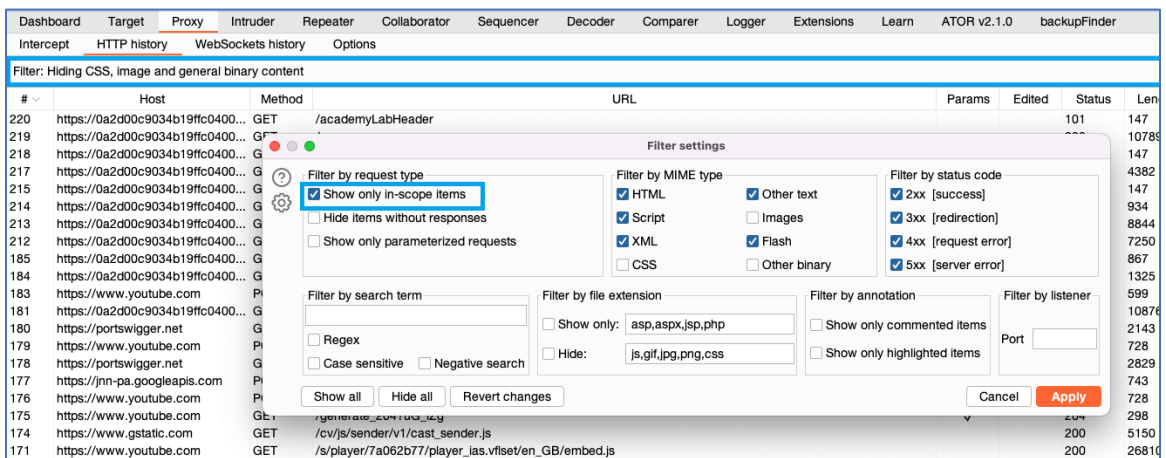 Dashboard Target Proxy Intruder Repeater Collaborator Sequencer Decoder Comparer Logger Extensions Learn ATOR v2.1.0 backupFinder
Intercept HTTP history WebSockets history Options
Filter: Hiding CSS, image and general binary content
# Host Method URL Params Edited Status Len
220 https://0a2d00c9034b19ffc0400... GET /academyLabHeader 101 147
219 https://0a2d00c9034b19ffc0400... 10789
218 https://0a2d00c9034b19ffc0400... G 147
217 https://0a2d00c9034b19ffc0400... G 4382
215 https://0a2d00c9034b19ffc0400... G 147
214 https://0a2d00c9034b19ffc0400... G 934
213 https://0a2d00c9034b19ffc0400... G 8844
212 https://0a2d00c9034b19ffc0400... G 7250
185 https://0a2d00c9034b19ffc0400... G 867
184 https://0a2d00c9034b19ffc0400... G 1325
183 https://www.youtube.com P 599
181 https://0a2d00c9034b19ffc0400... G 10876
180 https://portswigger.net G 2143
179 https://www.youtube.com P 728
178 https://portswigger.net G 2829
177 https://jnn-pa.googleapis.com P 743
176 https://www.youtube.com P 728
175 https://www.youtube.com GET 204 298
174 https://www.gstatic.com GET /cv/js/sender/v1/cast_sender.js 200 5150
171 https://www.youtube.com GET /s/player/7a062b77/player_ias.vflset/en_GB/embed.js 200 26810
Filter settings
Filter by request type Filter by MIME type Filter by status code
Show only in-scope items HTML Other text 2xx [success]
Hide items without responses Script Images 3xx [redirection]
Show only parameterized requests XML Flash 4xx [request error]
CSS Other binary 5xx [server error]
Filter by search term Filter by file extension Filter by annotation Filter by listener
Show only: asp,aspx,jsp,php Show only commented items
Regex Port
Hide: js,gif,jpg,png,css Show only highlighted items
Case sensitive Negative search
Show all Hide all Revert changes Cancel Apply